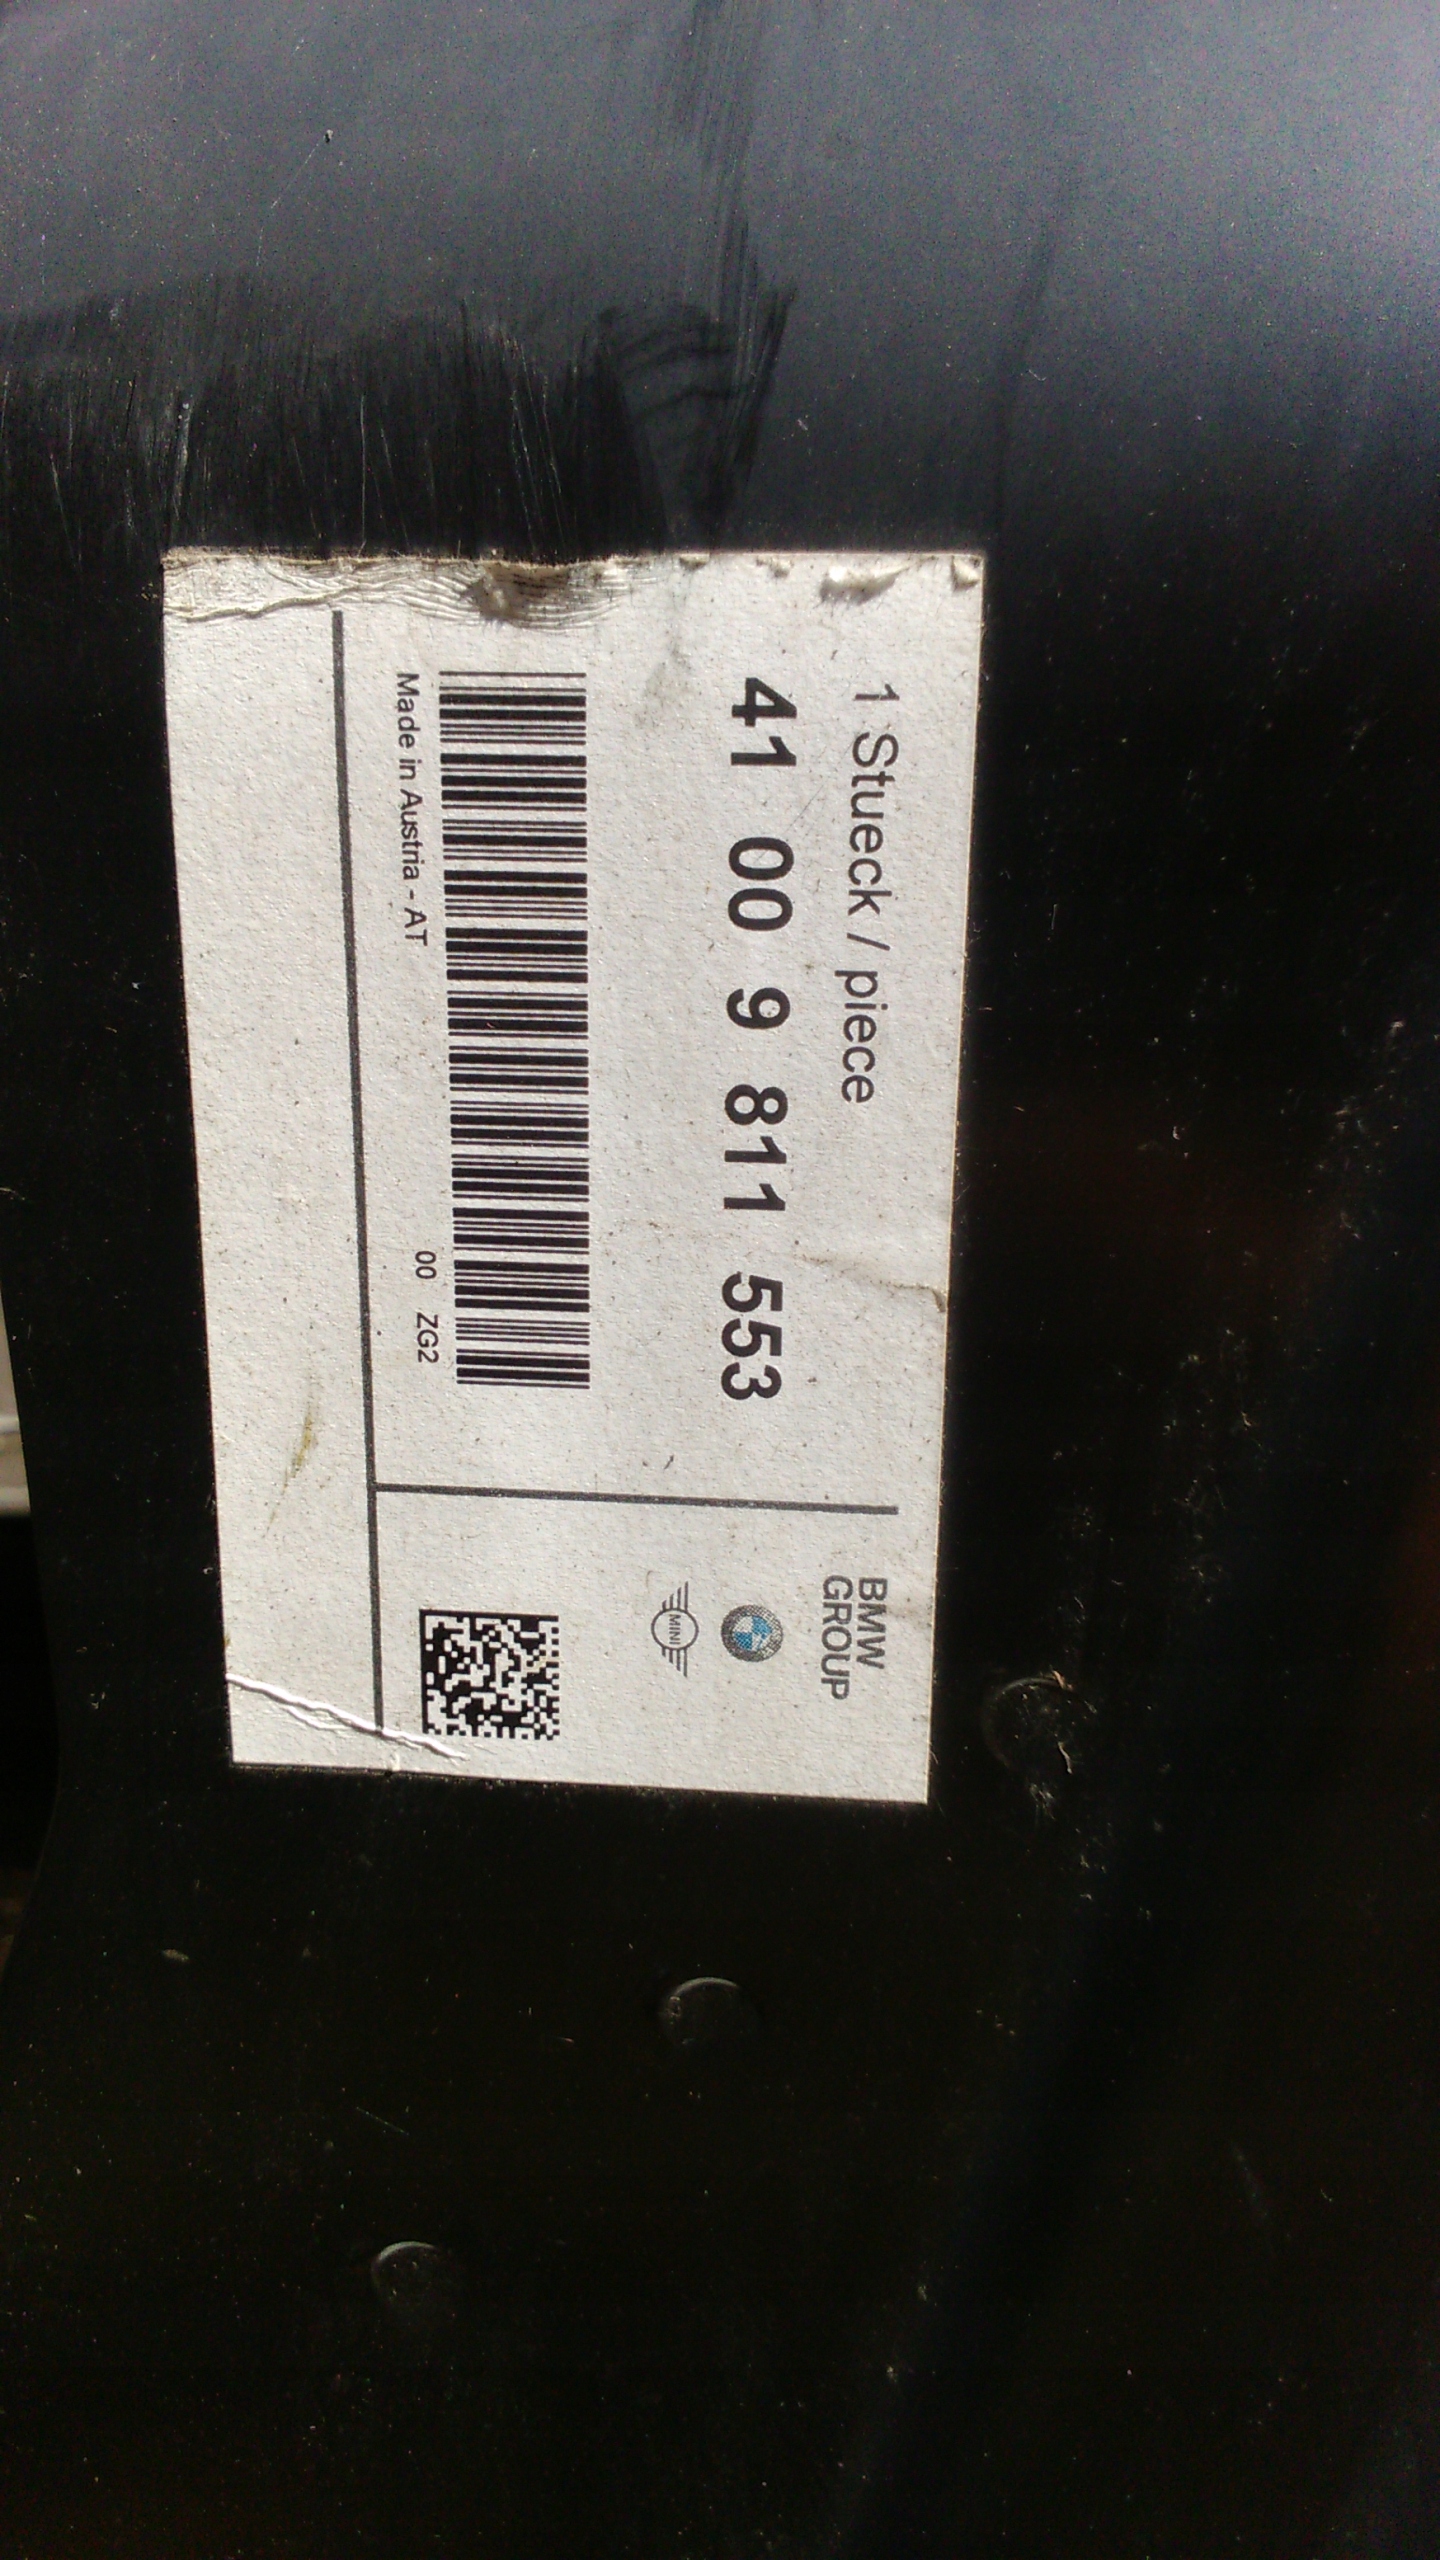 1 Stueck / piece
41 00 9 811 553
Made in Austria - AT
00 ZG2
BMW
GROUP
MINI